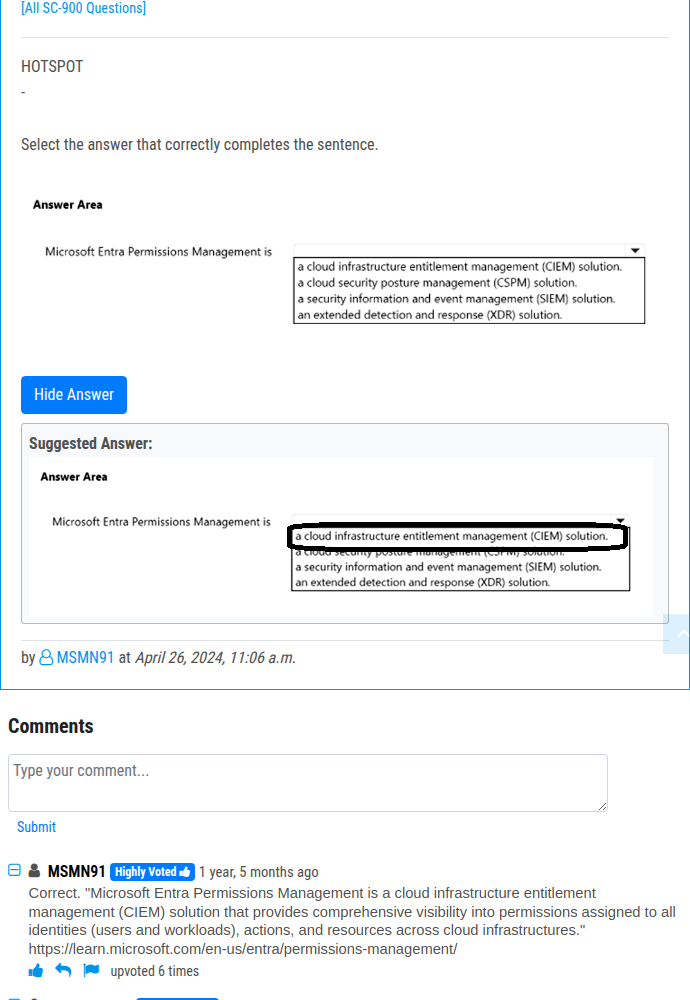 [All SC-900 Questions]
HOTSPOT
-
Select the answer that correctly completes the sentence.
Answer Area
Microsoft Entra Permissions Management is
a cloud infrastructure entitlement management (CIEM) solution.
a cloud security posture management (CSPM) solution.
a security information and event management (SIEM) solution.
an extended detection and response (XDR) solution.
Hide Answer
Suggested Answer:
Answer Area
Microsoft Entra Permissions Management is
a cloud infrastructure entitlement management (CIEM) solution.
a cloud security posture management (CSPM) solution.
a security information and event management (SIEM) solution.
an extended detection and response (XDR) solution.
by MSMN91 at April 26, 2024, 11:06 a.m.
Comments
Type your comment...
Submit
MSMN91 Highly Voted 1 year, 5 months ago
Correct. "Microsoft Entra Permissions Management is a cloud infrastructure entitlement
management (CIEM) solution that provides comprehensive visibility into permissions assigned to all
identities (users and workloads), actions, and resources across cloud infrastructures."
https://learn.microsoft.com/en-us/entra/permissions-management/
upvoted 6 times